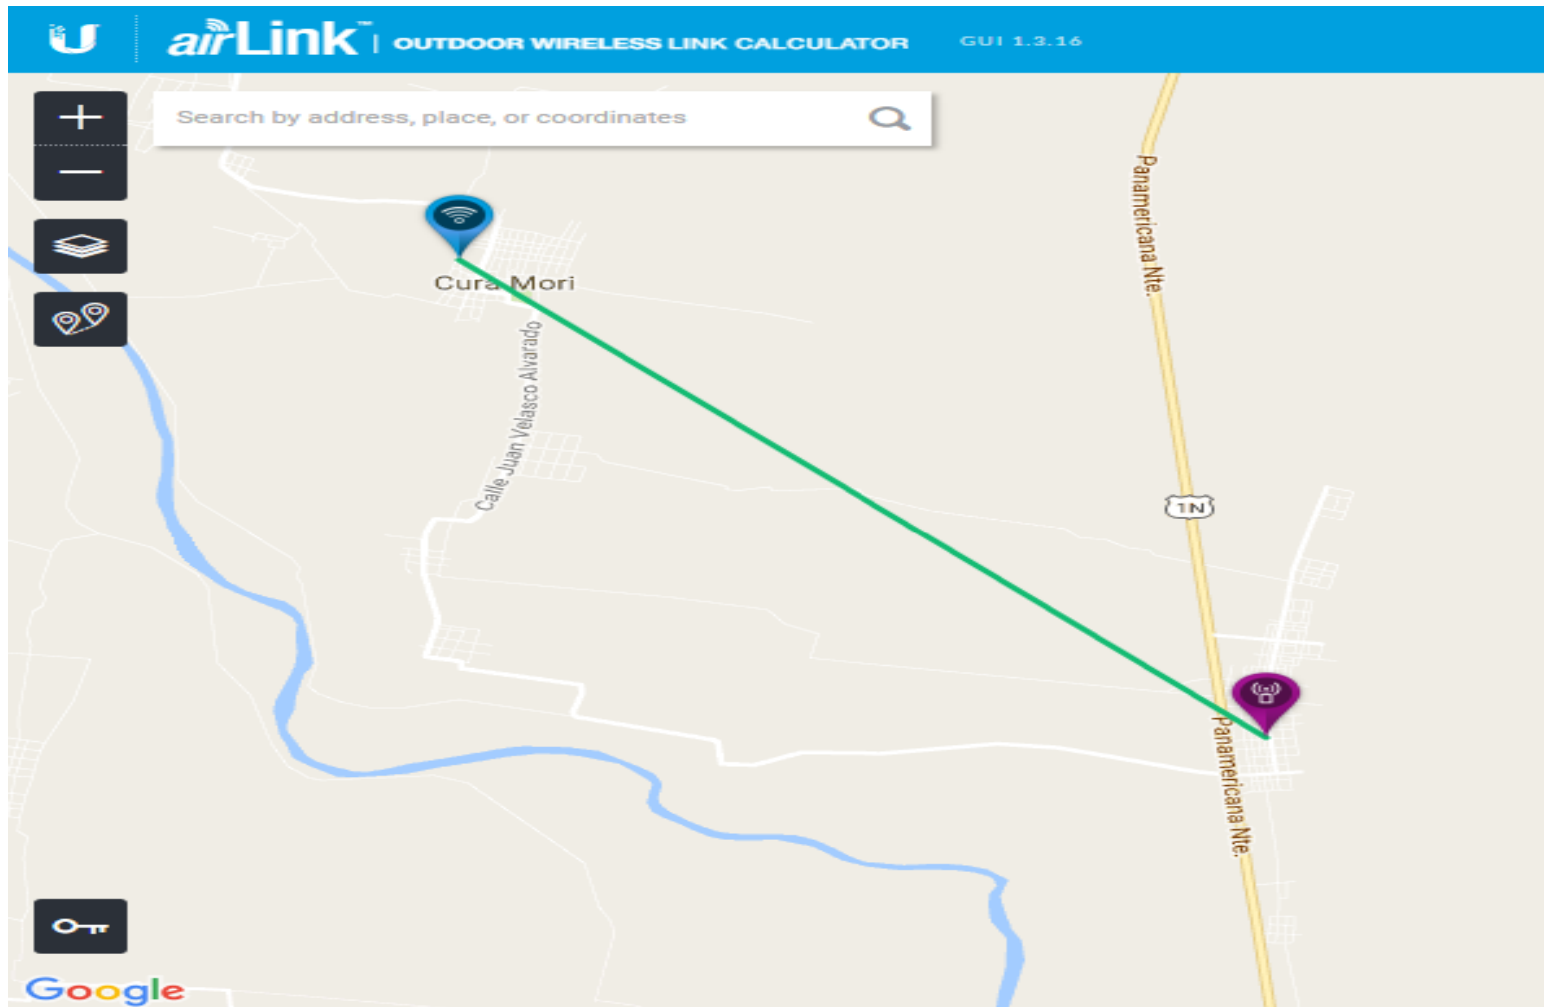 airLink™ | OUTDOOR WIRELESS LINK CALCULATOR GUI 1.3.16
Search by address, place, or coordinates
Panamericana Nte.
Cura Mori
Calle Juan Velasco Alvarado
1N
Panamericana Nte.
Google